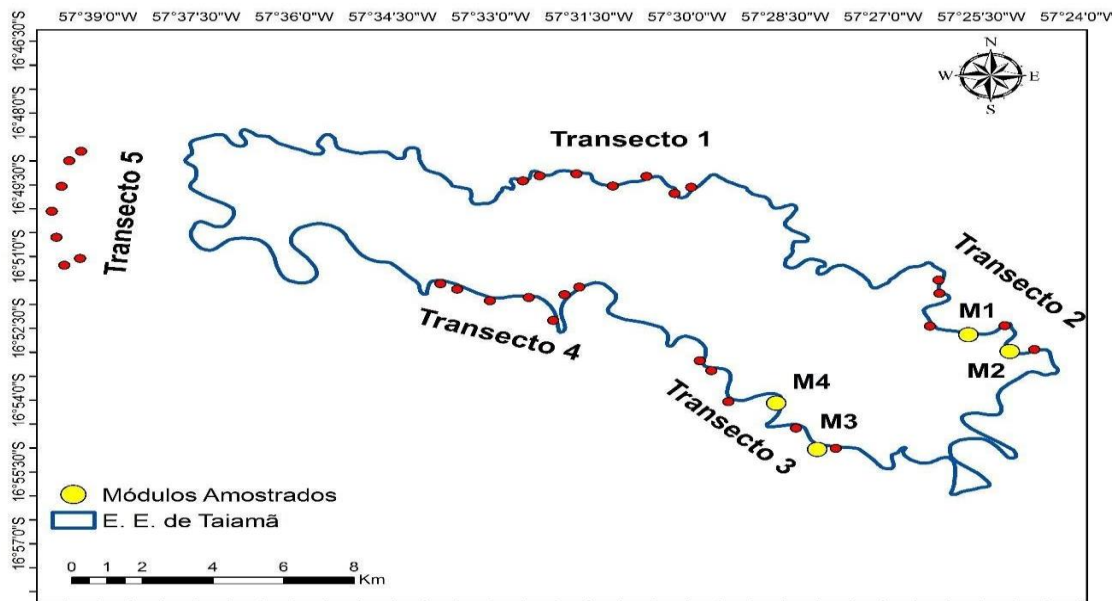 57°39'0"W 57°37'30"W 57°36'0"W 57°34'30"W 57°33'0"W 57°31'30"W 57°30'0"W 57°28'30"W 57°27'0"W 57°25'30"W 57°24'0"W
16°46'30"S
16°48'0"S
16°49'30"S
16°49'0"S
16°51'0"S
16°52'30"S
16°54'0"S
16°55'30"S
16°57'0"S
N
W E
S
Transecto 1
Transecto 5
Transecto 2
M1
M2
Transecto 4
M4
Transecto 3
M3
Módulos Amostrados
E. E. de Taiamã
0 1 2 4 6 8
Km